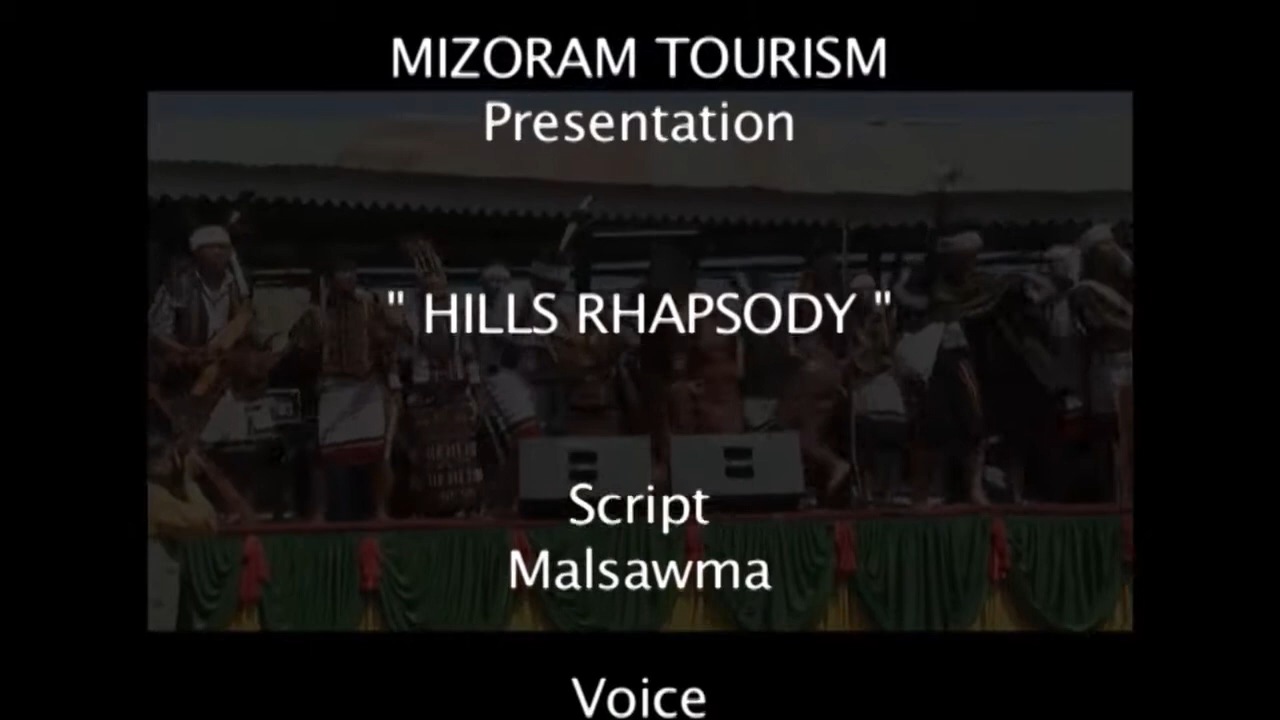 MIZORAM TOURISM
Presentation
" HILLS RHAPSODY "
Script
Malsawma
Voice